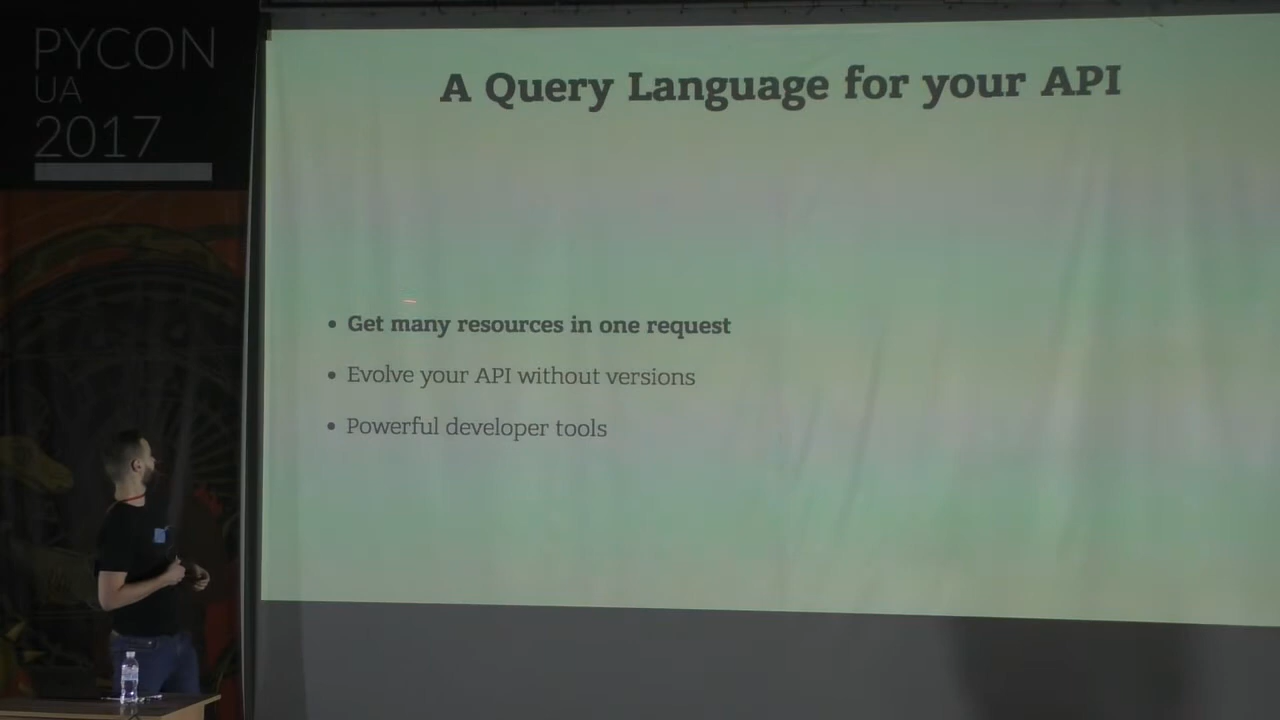 PYCON
UA
2017
A Query Language for your API
• Get many resources in one request
• Evolve your API without versions
• Powerful developer tools